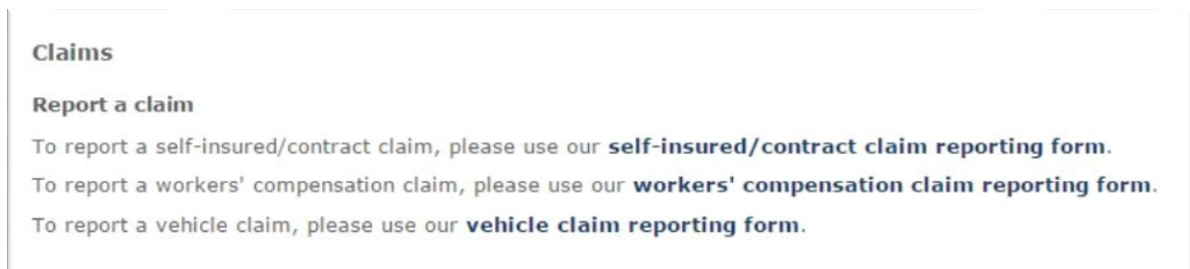 Claims
Report a claim
To report a self-insured/contract claim, please use our self-insured/contract claim reporting form.
To report a workers' compensation claim, please use our workers' compensation claim reporting form.
To report a vehicle claim, please use our vehicle claim reporting form.